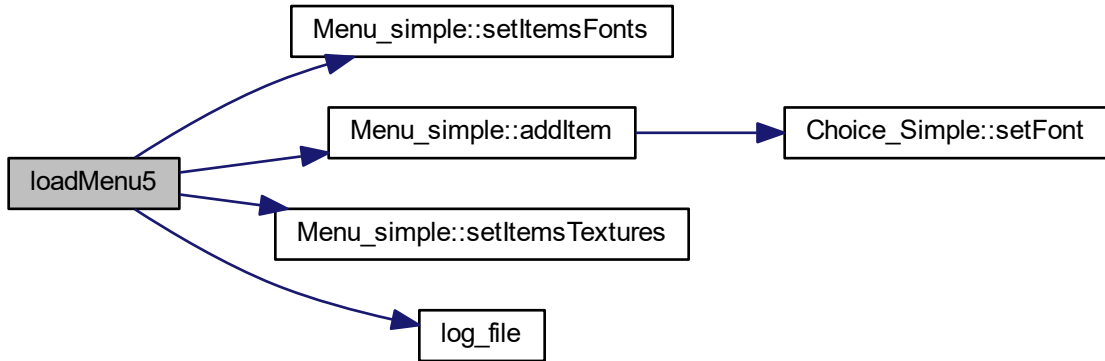 Menu_simple::setItemsFonts
Menu_simple::addItem
Choice_Simple::setFont
loadMenu5
Menu_simple::setItemsTextures
log_file